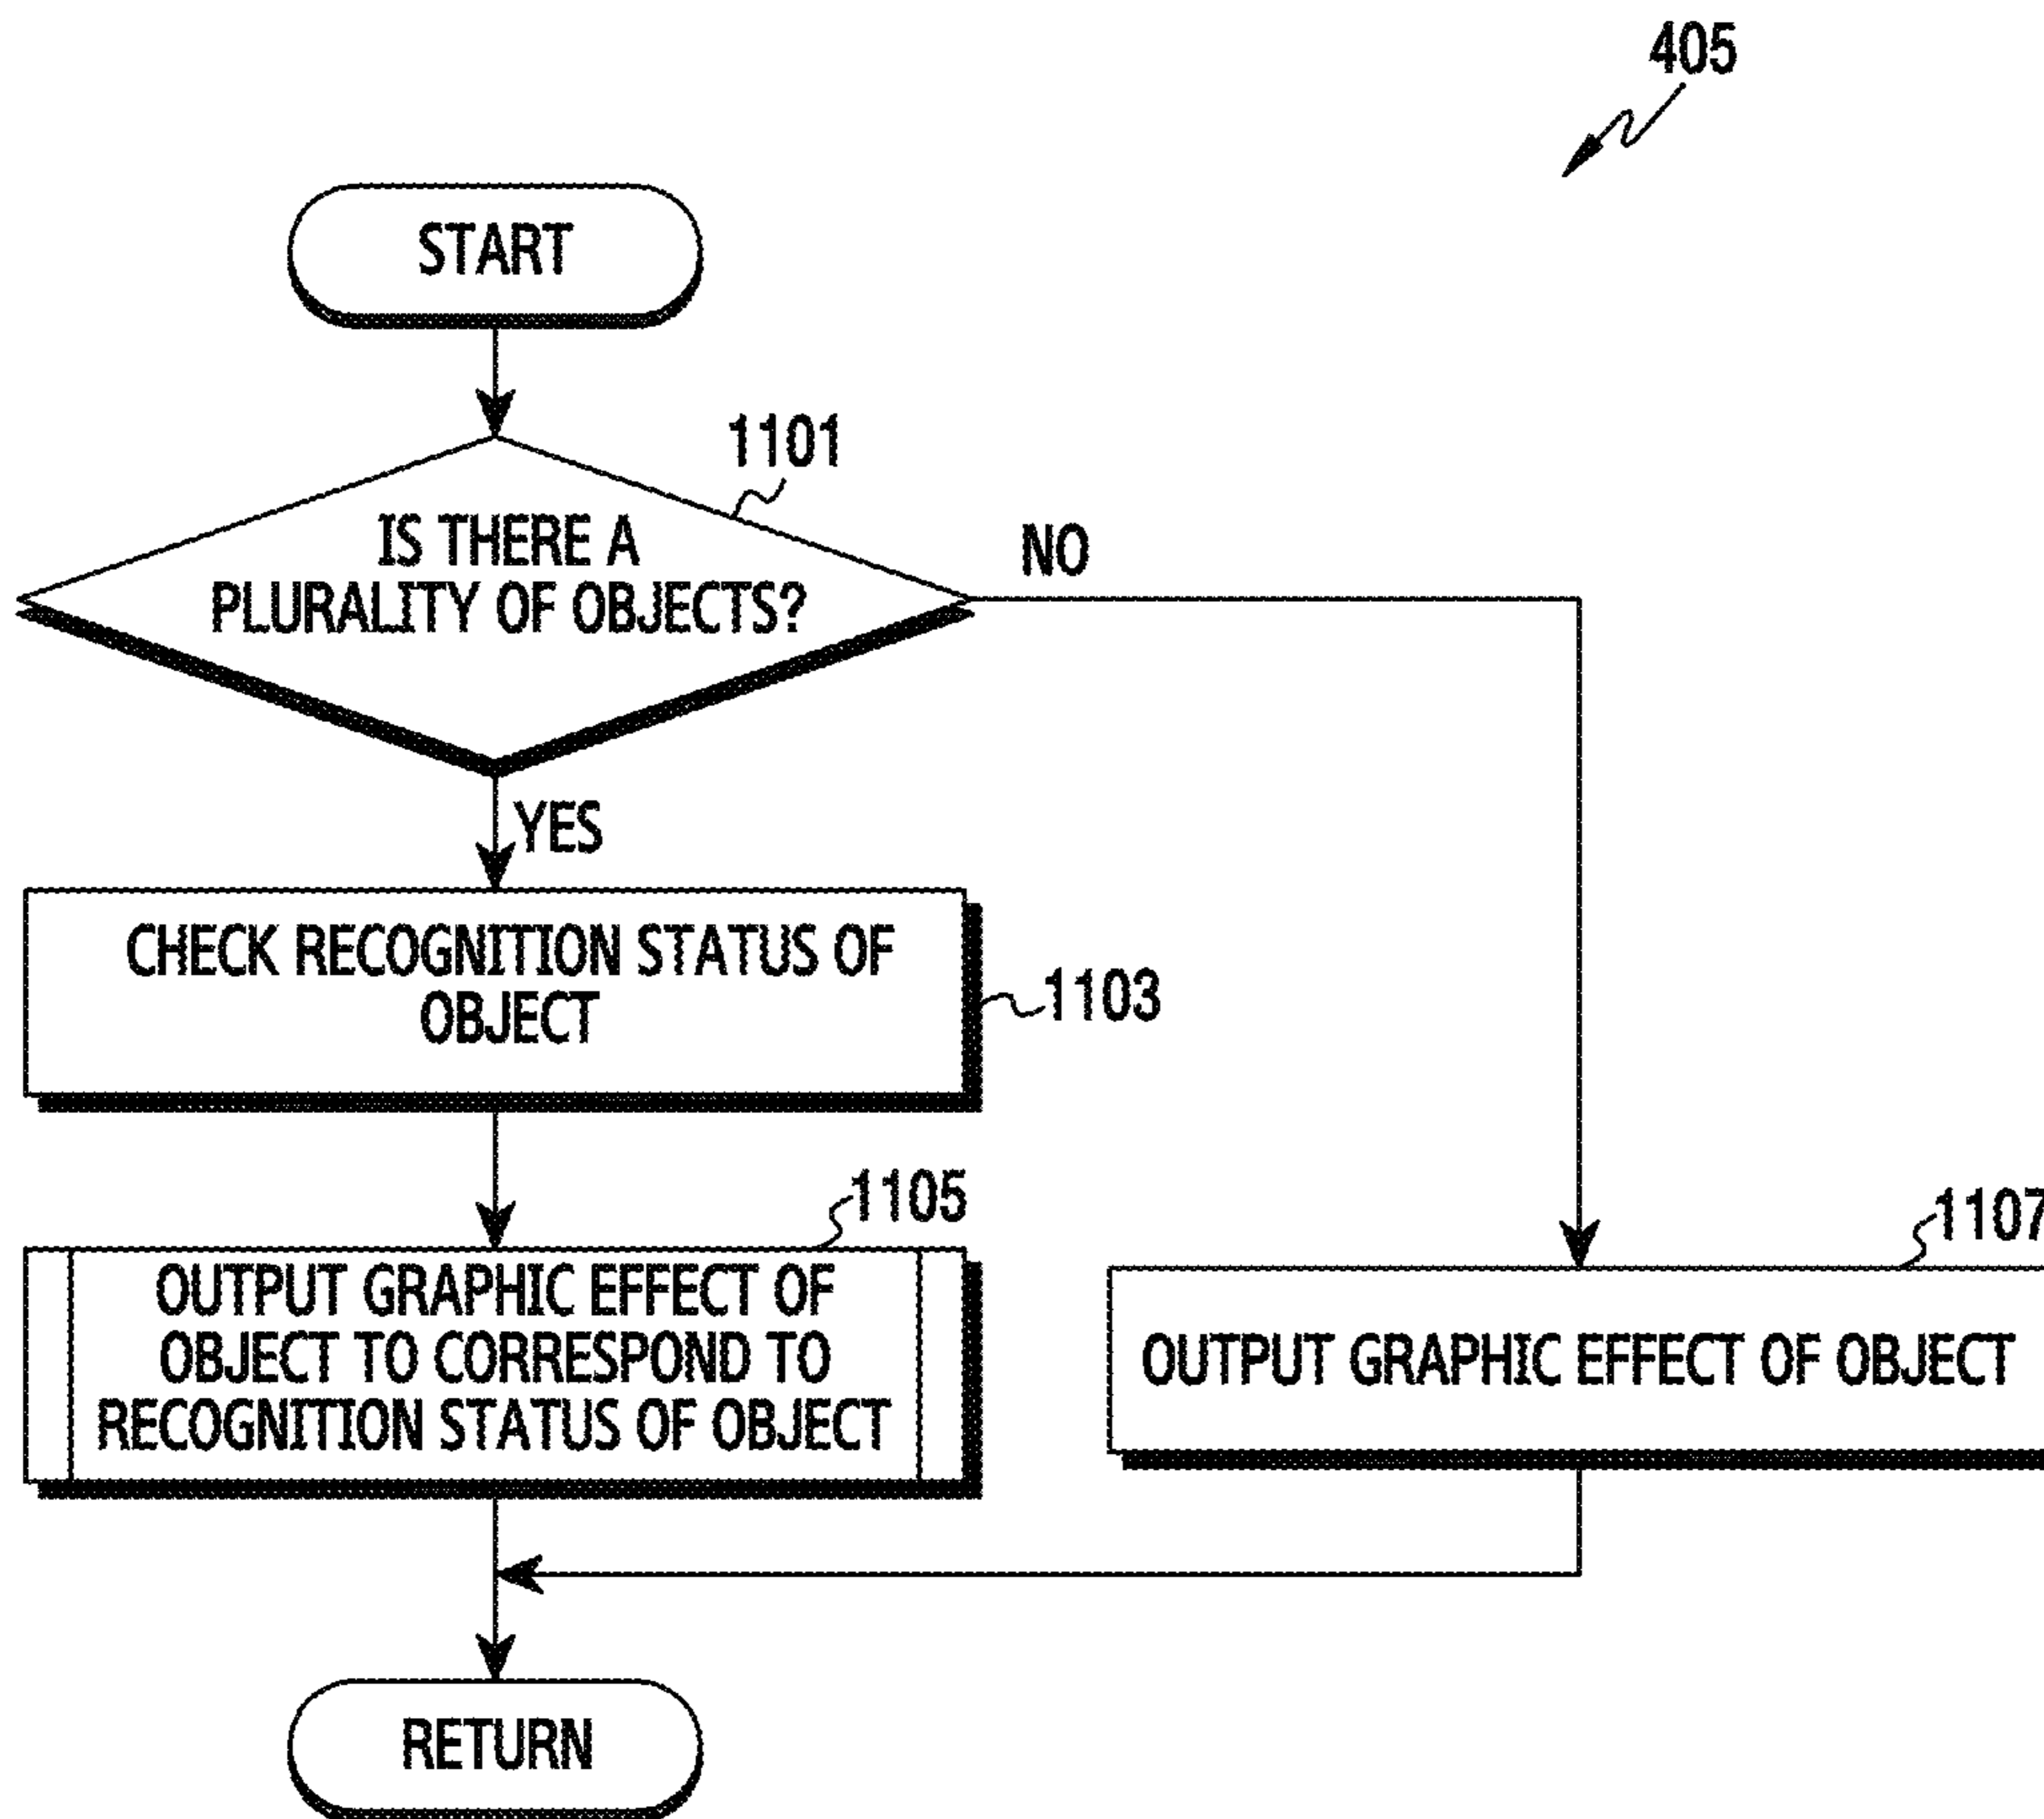 405
START
1101
IS THERE A
PLURALITY OF OBJECTS?
NO
YES
CHECK RECOGNITION STATUS OF
OBJECT
1103
1105
OUTPUT GRAPHIC EFFECT OF
OBJECT TO CORRESPOND TO
RECOGNITION STATUS OF OBJECT
1107
OUTPUT GRAPHIC EFFECT OF OBJECT
RETURN